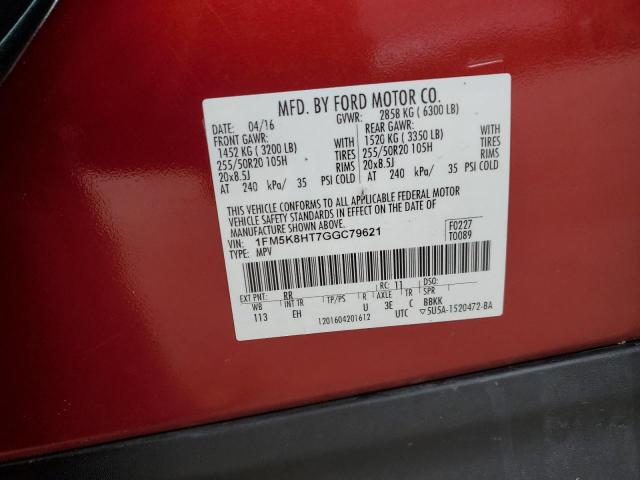 MFD. BY FORD MOTOR CO.
DATE: 04/16 GVWR: 2858 KG ( 6300 LB)
FRONT GAWR: REAR GAWR:
1452 KG ( 3200 LB) WITH 1520 KG ( 3350 LB) WITH
255/50R20 105H TIRES 255/50R20 105H TIRES
20x8.5J RIMS 20x8.5J RIMS
AT 240 kPa/ 35 PSI COLD AT 240 kPa/ 35 PSI COLD
THIS VEHICLE CONFORMS TO ALL APPLICABLE FEDERAL MOTOR
VEHICLE SAFETY STANDARDS IN EFFECT ON THE DATE OF
MANUFACTURE SHOWN ABOVE.
VIN: 1FM5K8HT7GGC79621 F0227
TYPE: MPV T0089
EXT PNT: RR RC: 11 DSO:
WB INT TR TP/PS R AXLE TR SPR
113 EH U 3E C BBKK
1201604201612 UTC ▽5U5A-1520472-BA